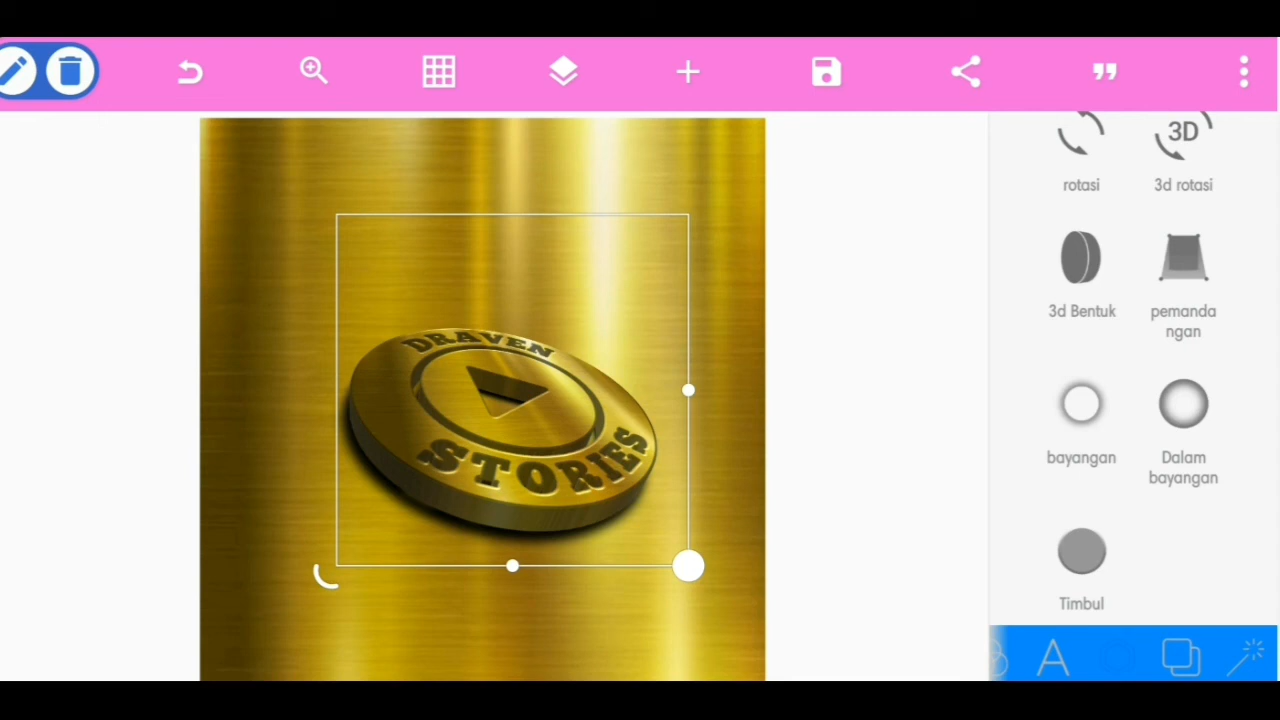 3D
rotasi
3d rotasi
3d Bentuk
pemanda
ngan
bayangan
Dalam
bayangan
Timbul
A
DRAVEN
STORIES